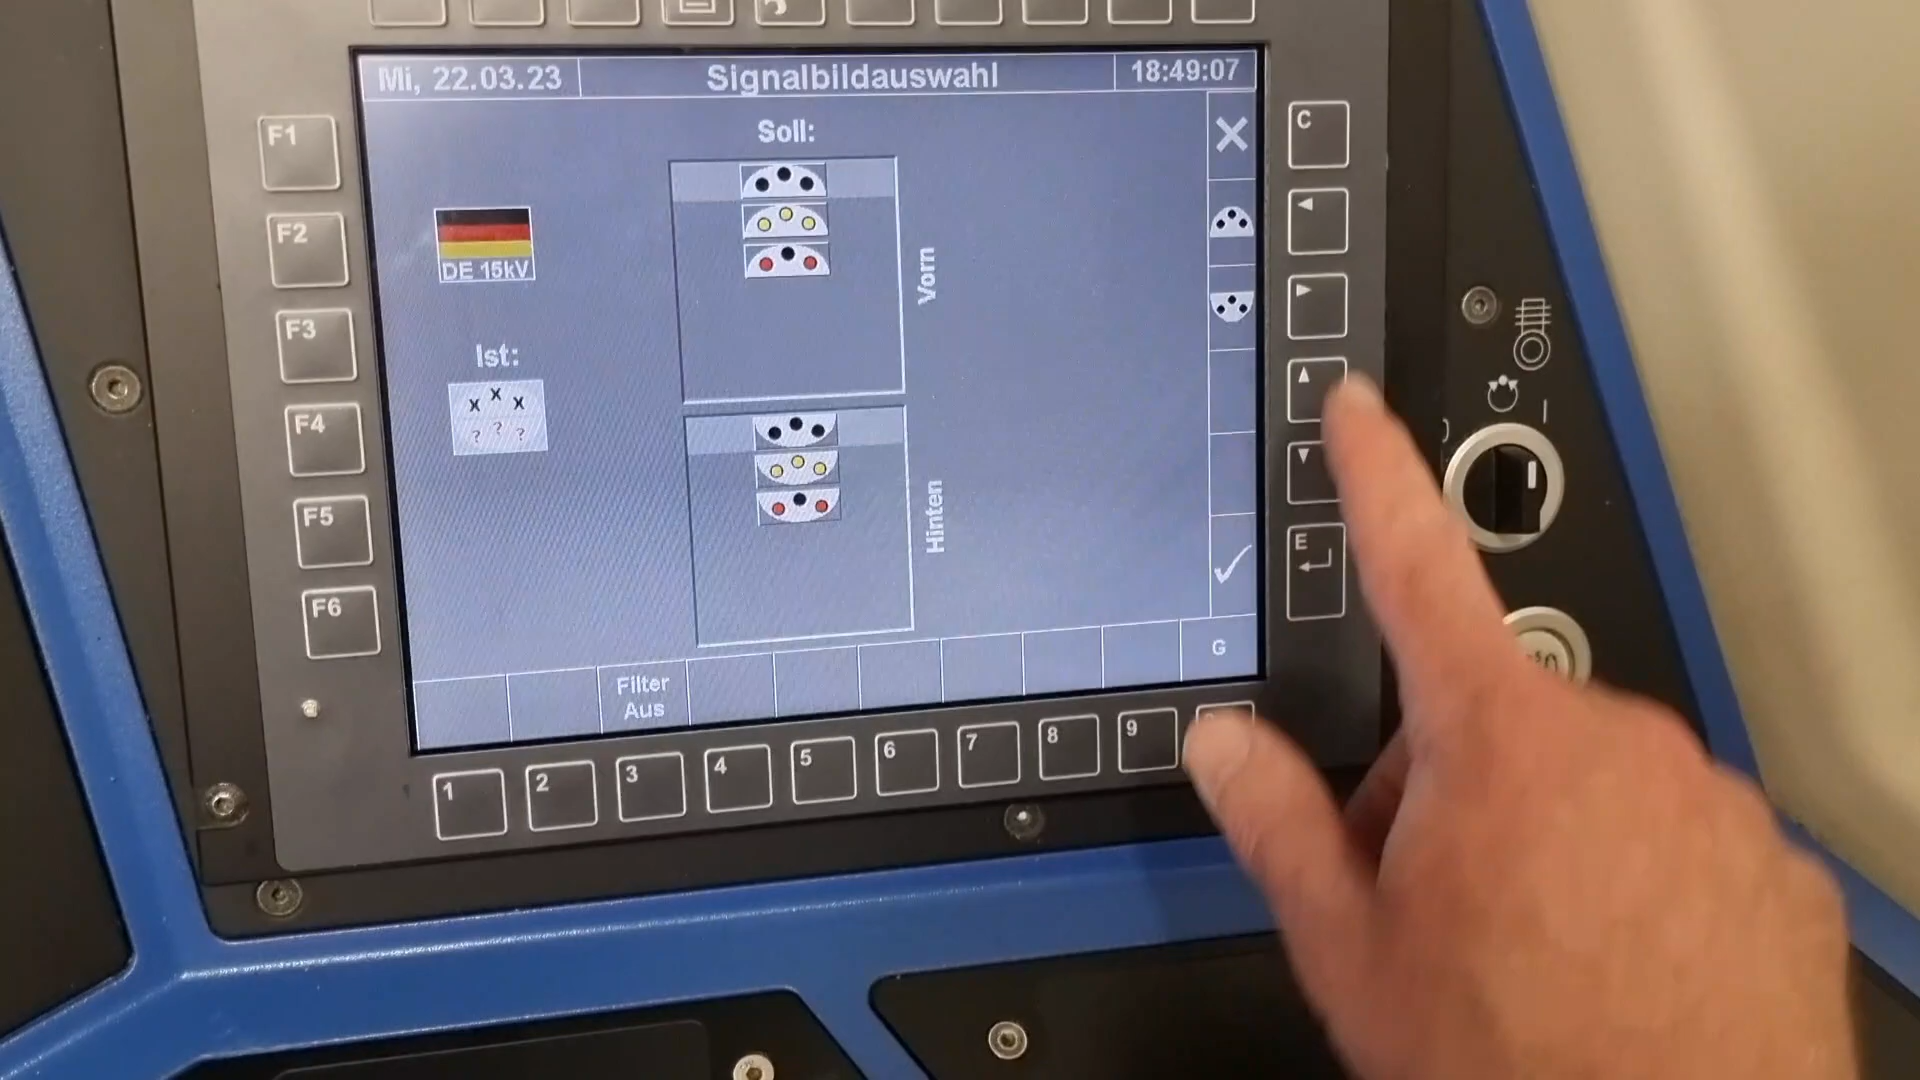 Mi, 22.03.23
Signalbildauswahl
18:49:07
Soll:
DE 15kV
Ist:
X X X
? ? ?
Vorn
Hinten
Filter
Aus
G
F1
F2
F3
F4
F5
F6
C
E
1
2
3
4
5
6
7
8
9